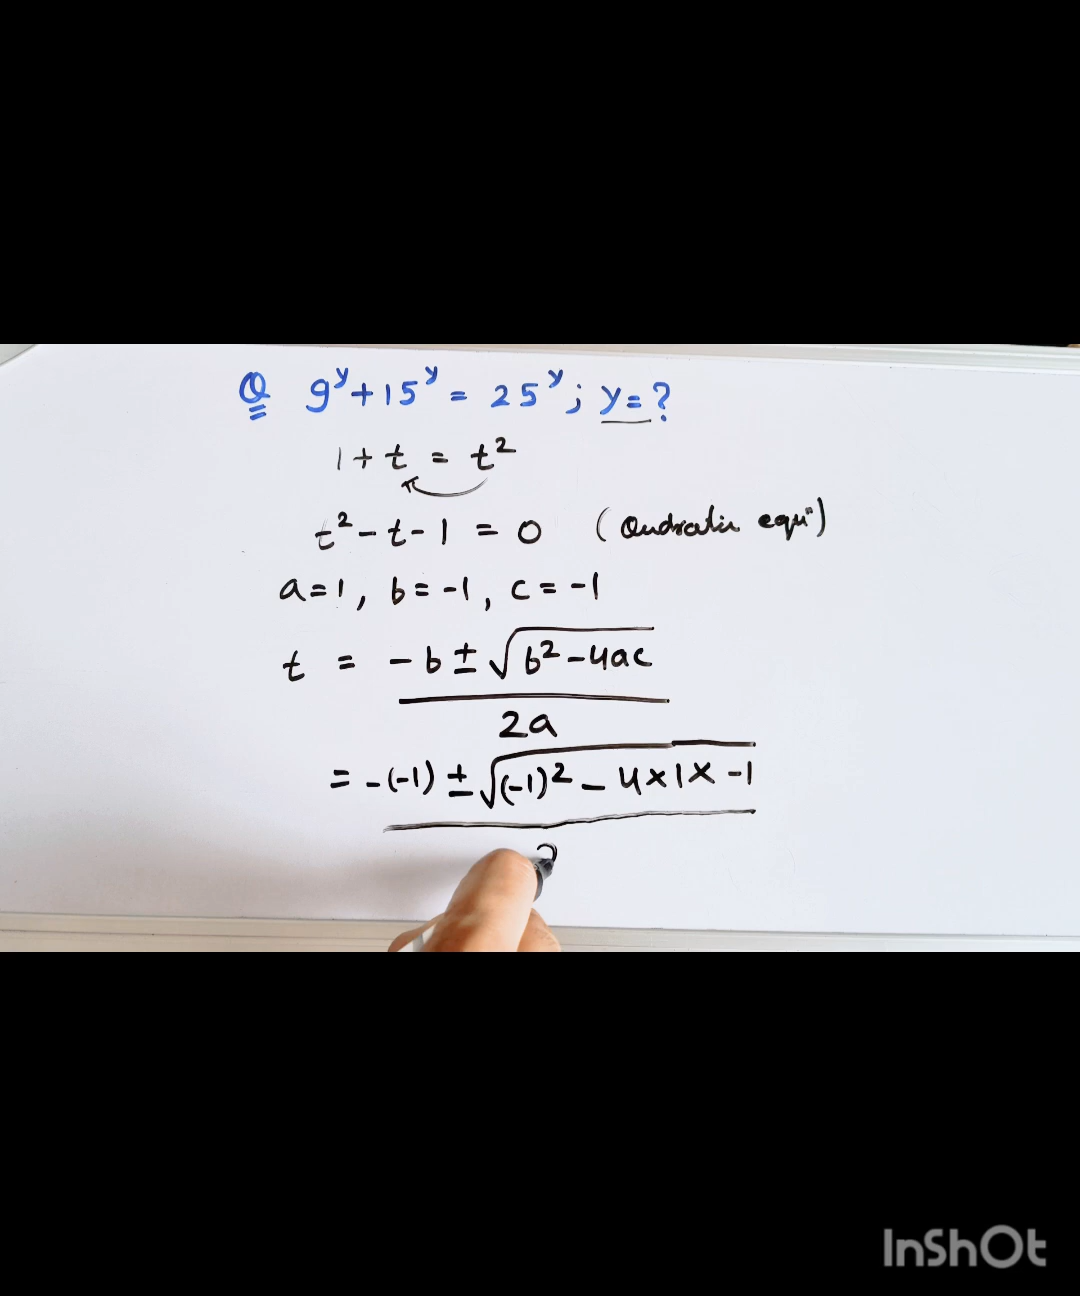 Q 9^y + 15^y = 25^y ; y = ?
1 + t = t²
t² - t - 1 = 0 (Quadratic equⁿ)
a = 1, b = -1, c = -1
t = -b ± √b² - 4ac
2a
= -(-1) ± √(-1)² - 4 × 1 × -1
2
InShOt